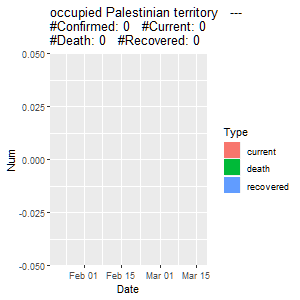 occupied Palestinian territory   ---
#Confirmed: 0   #Current: 0
#Death: 0   #Recovered: 0
0.050
0.025
0.000
-0.025
-0.050
Num
Feb 01
Feb 15
Mar 01
Mar 15
Date
Type
current
death
recovered